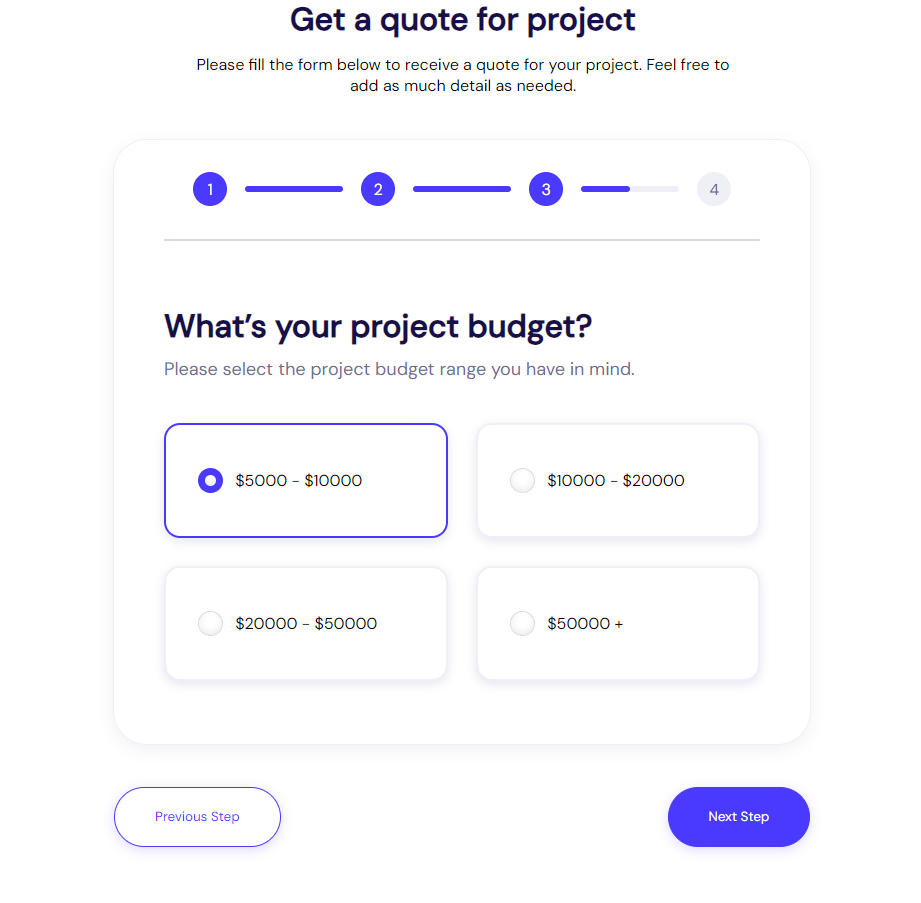 Get a quote for project
Please fill the form below to receive a quote for your project. Feel free to
add as much detail as needed.
1 2 3 4
What’s your project budget?
Please select the project budget range you have in mind.
$5000 - $10000
$10000 - $20000
$20000 - $50000
$50000 +
Previous Step
Next Step